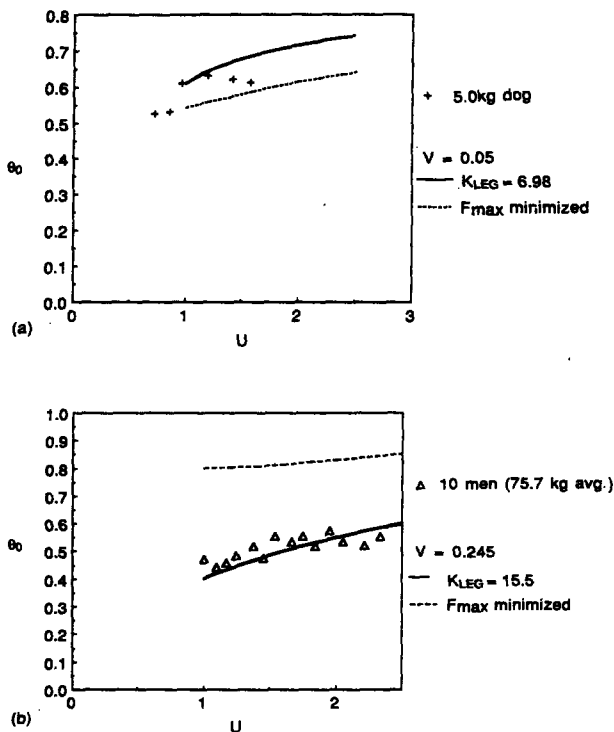 0.8
0.7
0.6
0.5
θ0
0.4
0.3
0.2
0.1
0.0
0 1 2 3
(a)
U
+ 5.0kg dog
V = 0.05
KLEG = 6.98
Fmax minimized
1.0
0.9
0.8
0.7
0.6
θ0
0.5
0.4
0.3
0.2
0.1
0.0
0 1 2
(b)
U
△ 10 men (75.7 kg avg.)
V = 0.245
KLEG = 15.5
Fmax minimized